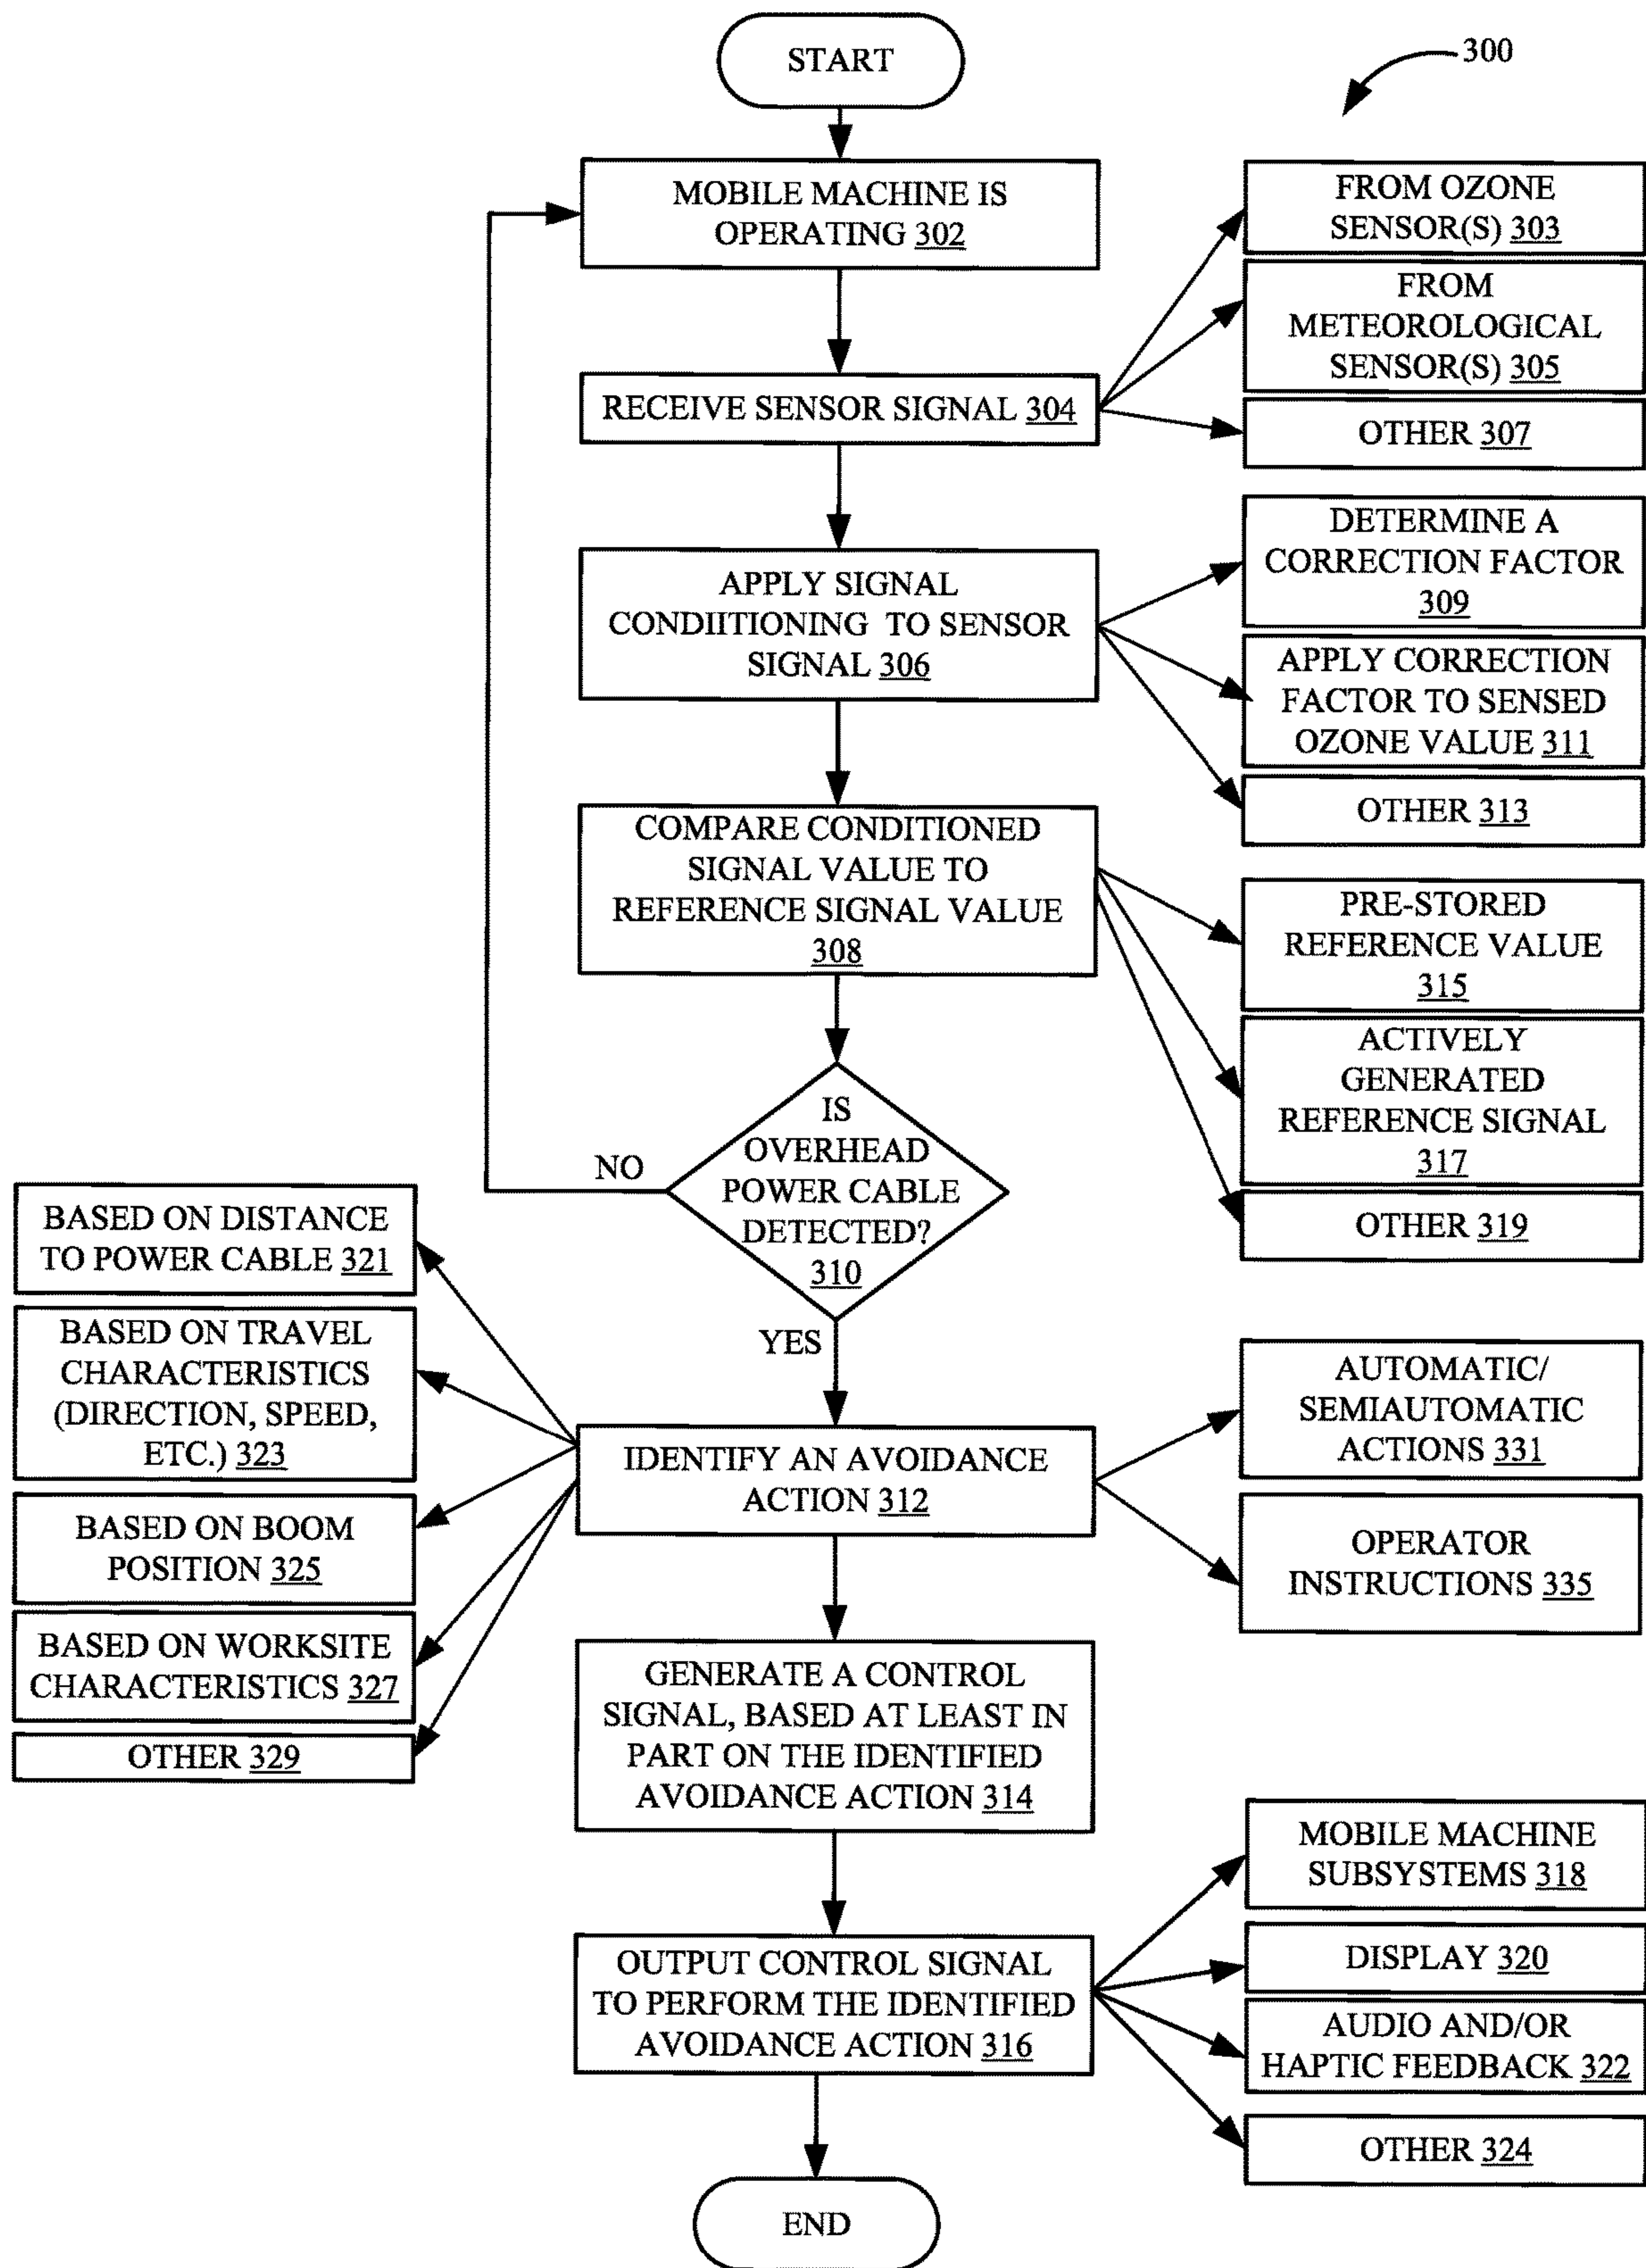 START
300
MOBILE MACHINE IS
OPERATING 302
FROM OZONE
SENSOR(S) 303
FROM
METEOROLOGICAL
SENSOR(S) 305
RECEIVE SENSOR SIGNAL 304
OTHER 307
APPLY SIGNAL
CONDIITIONING TO SENSOR
SIGNAL 306
DETERMINE A
CORRECTION FACTOR
309
APPLY CORRECTION
FACTOR TO SENSED
OZONE VALUE 311
OTHER 313
COMPARE CONDITIONED
SIGNAL VALUE TO
REFERENCE SIGNAL VALUE
308
PRE-STORED
REFERENCE VALUE
315
ACTIVELY
GENERATED
REFERENCE SIGNAL
317
OTHER 319
IS
OVERHEAD
POWER CABLE
DETECTED?
310
NO
YES
BASED ON DISTANCE
TO POWER CABLE 321
BASED ON TRAVEL
CHARACTERISTICS
(DIRECTION, SPEED,
ETC.) 323
BASED ON BOOM
POSITION 325
BASED ON WORKSITE
CHARACTERISTICS 327
OTHER 329
IDENTIFY AN AVOIDANCE
ACTION 312
AUTOMATIC/
SEMIAUTOMATIC
ACTIONS 331
OPERATOR
INSTRUCTIONS 335
GENERATE A CONTROL
SIGNAL, BASED AT LEAST IN
PART ON THE IDENTIFIED
AVOIDANCE ACTION 314
OUTPUT CONTROL SIGNAL
TO PERFORM THE IDENTIFIED
AVOIDANCE ACTION 316
MOBILE MACHINE
SUBSYSTEMS 318
DISPLAY 320
AUDIO AND/OR
HAPTIC FEEDBACK 322
OTHER 324
END